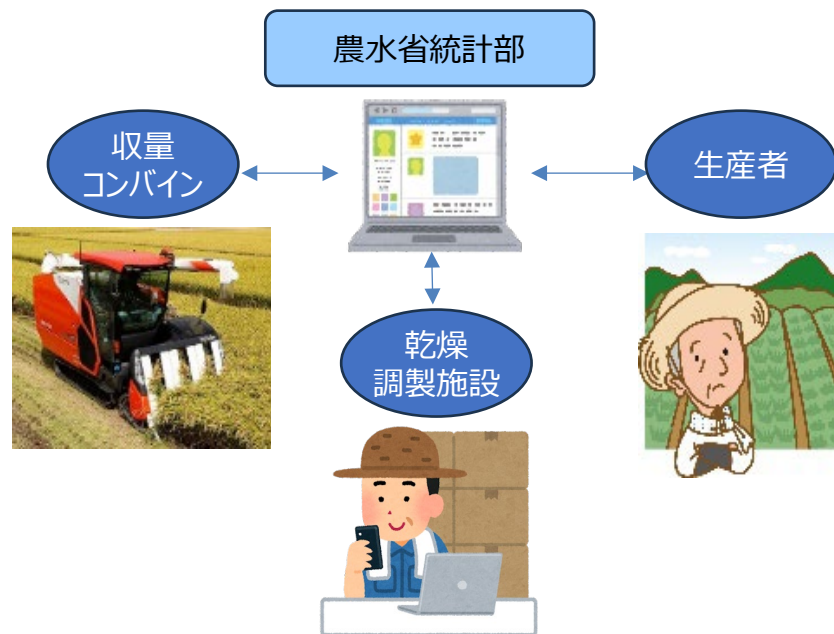 農水省統計部
収量
コンバイン
生産者
乾燥
調製施設